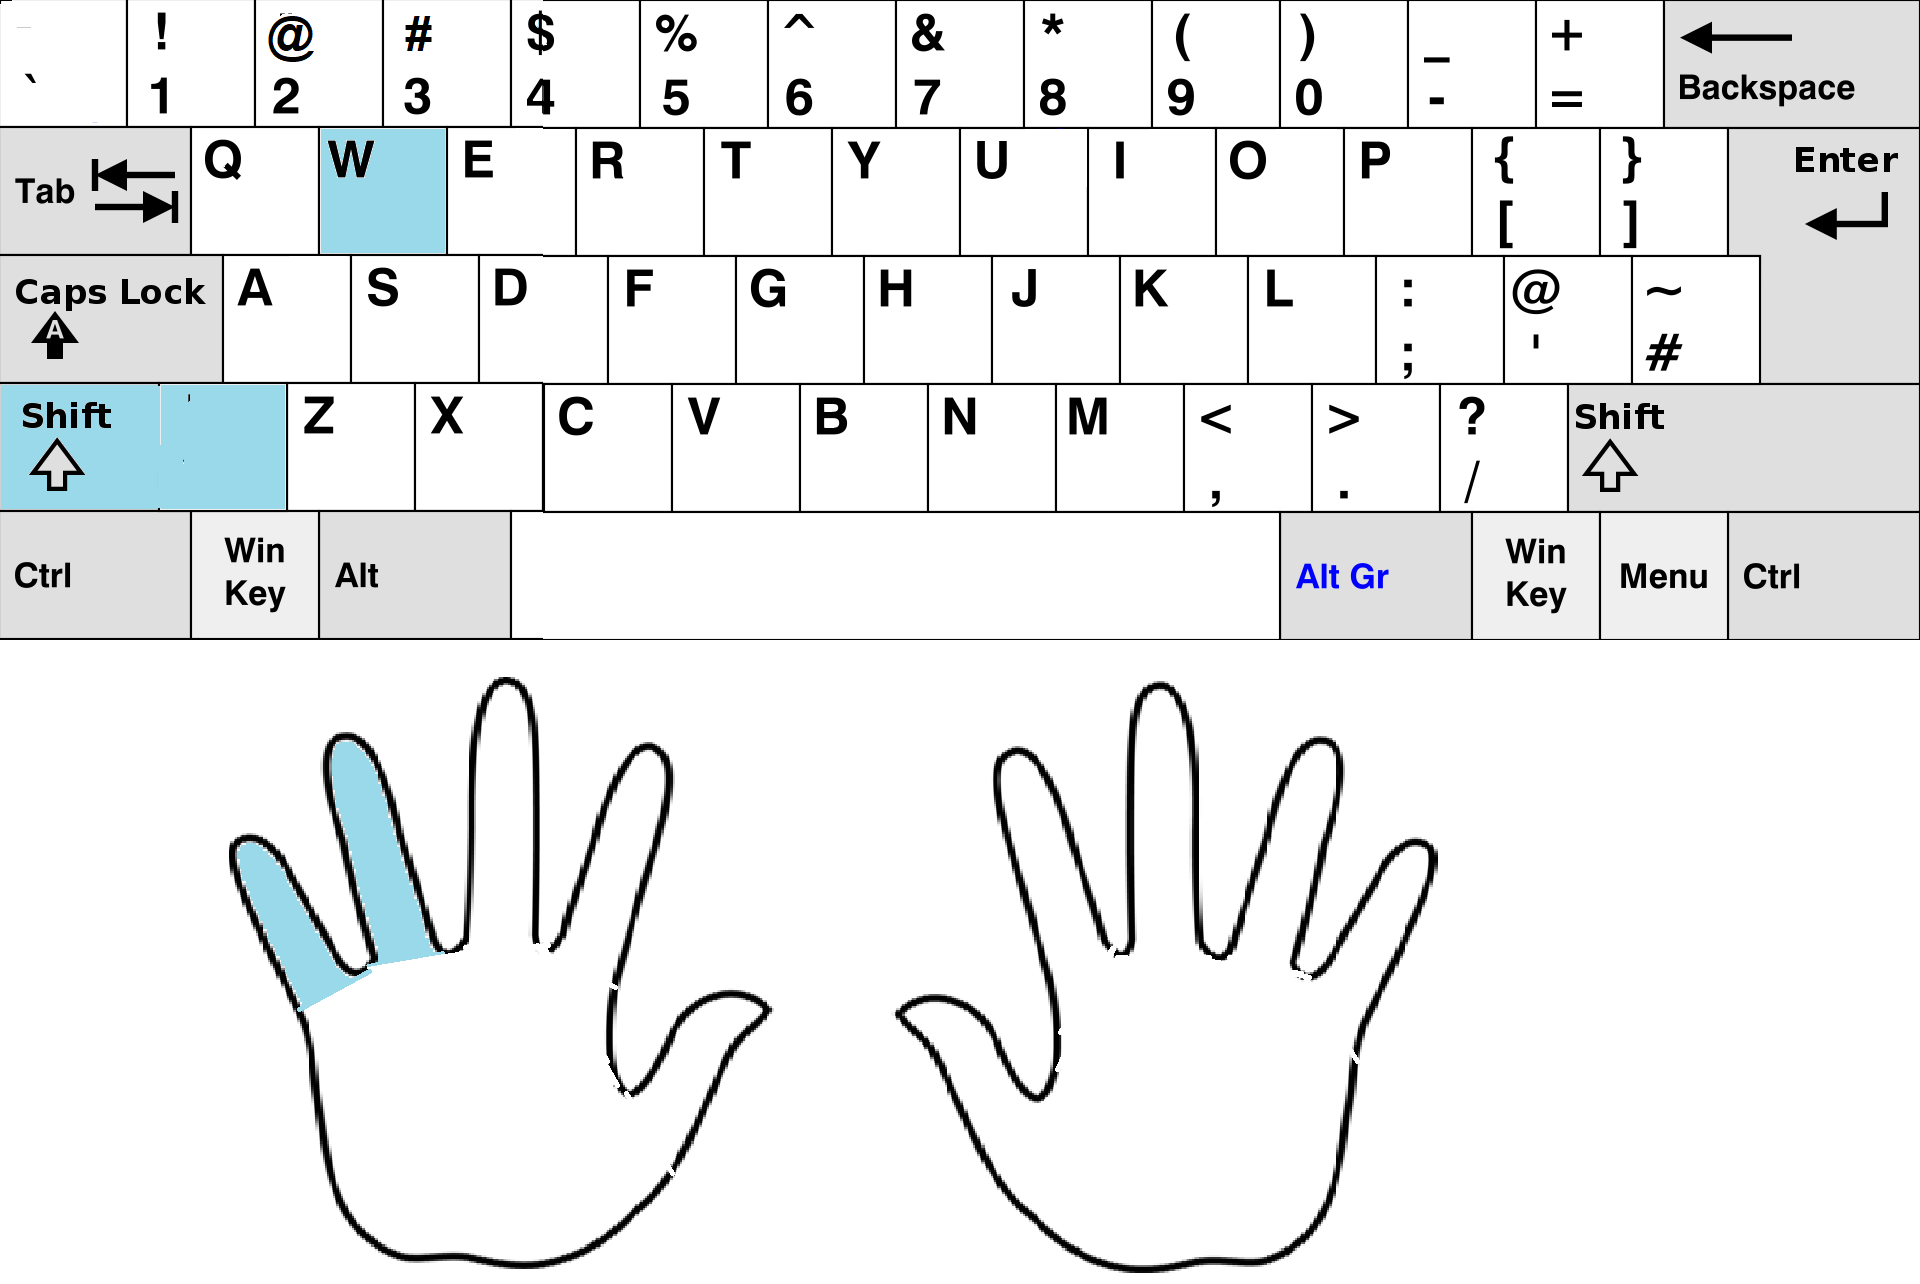 ! @ # $ % ^ & * ( ) _ +
` 1 2 3 4 5 6 7 8 9 0 - = Backspace
Tab Q W E R T Y U I O P { } Enter
[ ]
Caps Lock A S D F G H J K L : @ ~
A ; ' #
Shift Z X C V B N M < > ? Shift
, . /
Ctrl Win Key Alt Alt Gr Win Key Menu Ctrl